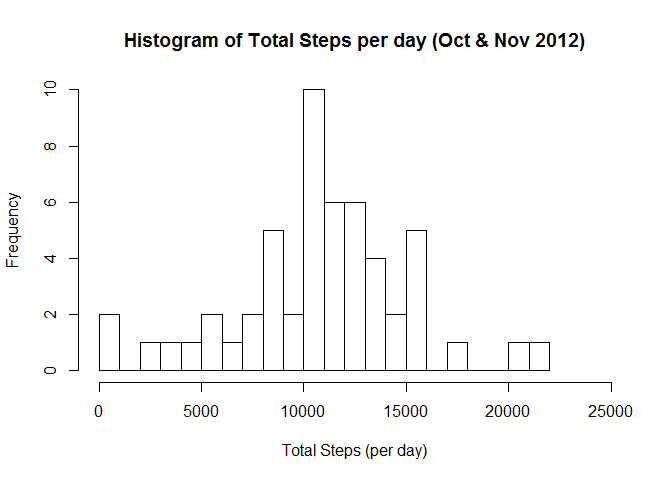 Histogram of Total Steps per day (Oct & Nov 2012)
Frequency
10
8
6
4
2
0
0 5000 10000 15000 20000 25000
Total Steps (per day)